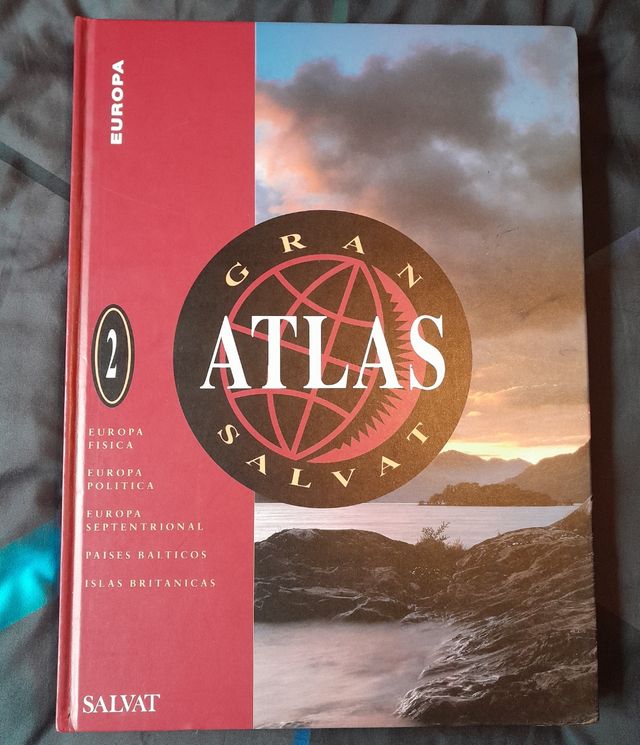 EUROPA
GRAN
ATLAS
SALVAT
2
EUROPA
FISICA
EUROPA
POLITICA
EUROPA
SEPTENTRIONAL
PAISES BALTICOS
ISLAS BRITANICAS
SALVAT